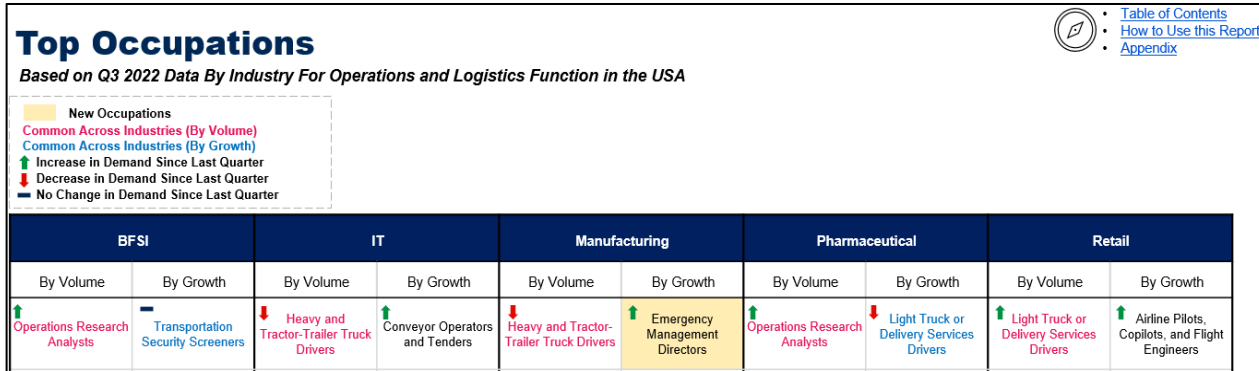 Table of Contents
How to Use this Report
Appendix
Top Occupations
Based on Q3 2022 Data By Industry For Operations and Logistics Function in the USA
New Occupations
Common Across Industries (By Volume)
Common Across Industries (By Growth)
Increase in Demand Since Last Quarter
Decrease in Demand Since Last Quarter
No Change in Demand Since Last Quarter
BFSI
IT
Manufacturing
Pharmaceutical
Retail
By Volume
By Growth
By Volume
By Growth
By Volume
By Growth
By Volume
By Growth
By Volume
By Growth
Operations Research
Analysts
Transportation
Security Screeners
Heavy and
Tractor-Trailer Truck
Drivers
Conveyor Operators
and Tenders
Heavy and Tractor-
Trailer Truck Drivers
Emergency
Management
Directors
Operations Research
Analysts
Light Truck or
Delivery Services
Drivers
Light Truck or
Delivery Services
Drivers
Airline Pilots,
Copilots, and Flight
Engineers